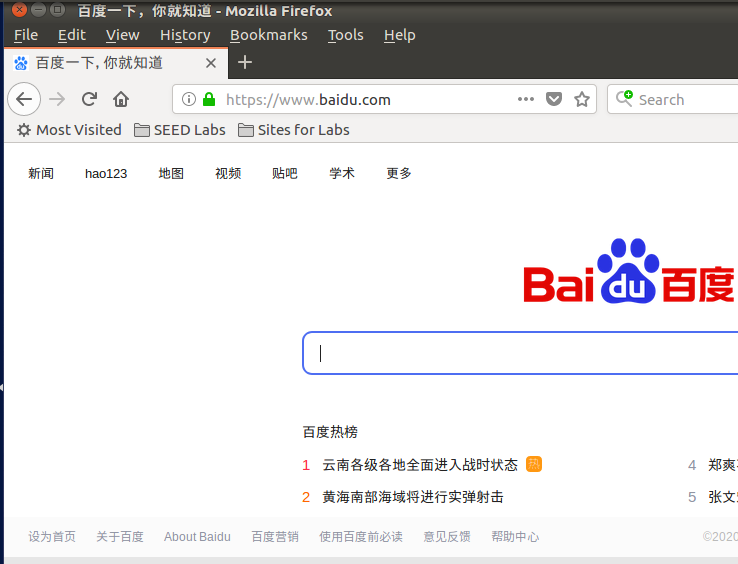 百度一下，你就知道 - Mozilla Firefox
File Edit View History Bookmarks Tools Help
百度一下, 你就知道
https://www.baidu.com Search
Most Visited SEED Labs Sites for Labs
新闻 hao123 地图 视频 贴吧 学术 更多
Bai du 百度
百度热榜
1 云南各级各地全面进入战时状态 热 4 郑爽
2 黄海南部海域将进行实弹射击 5 张文
设为首页 关于百度 About Baidu 百度营销 使用百度前必读 意见反馈 帮助中心 ©2020